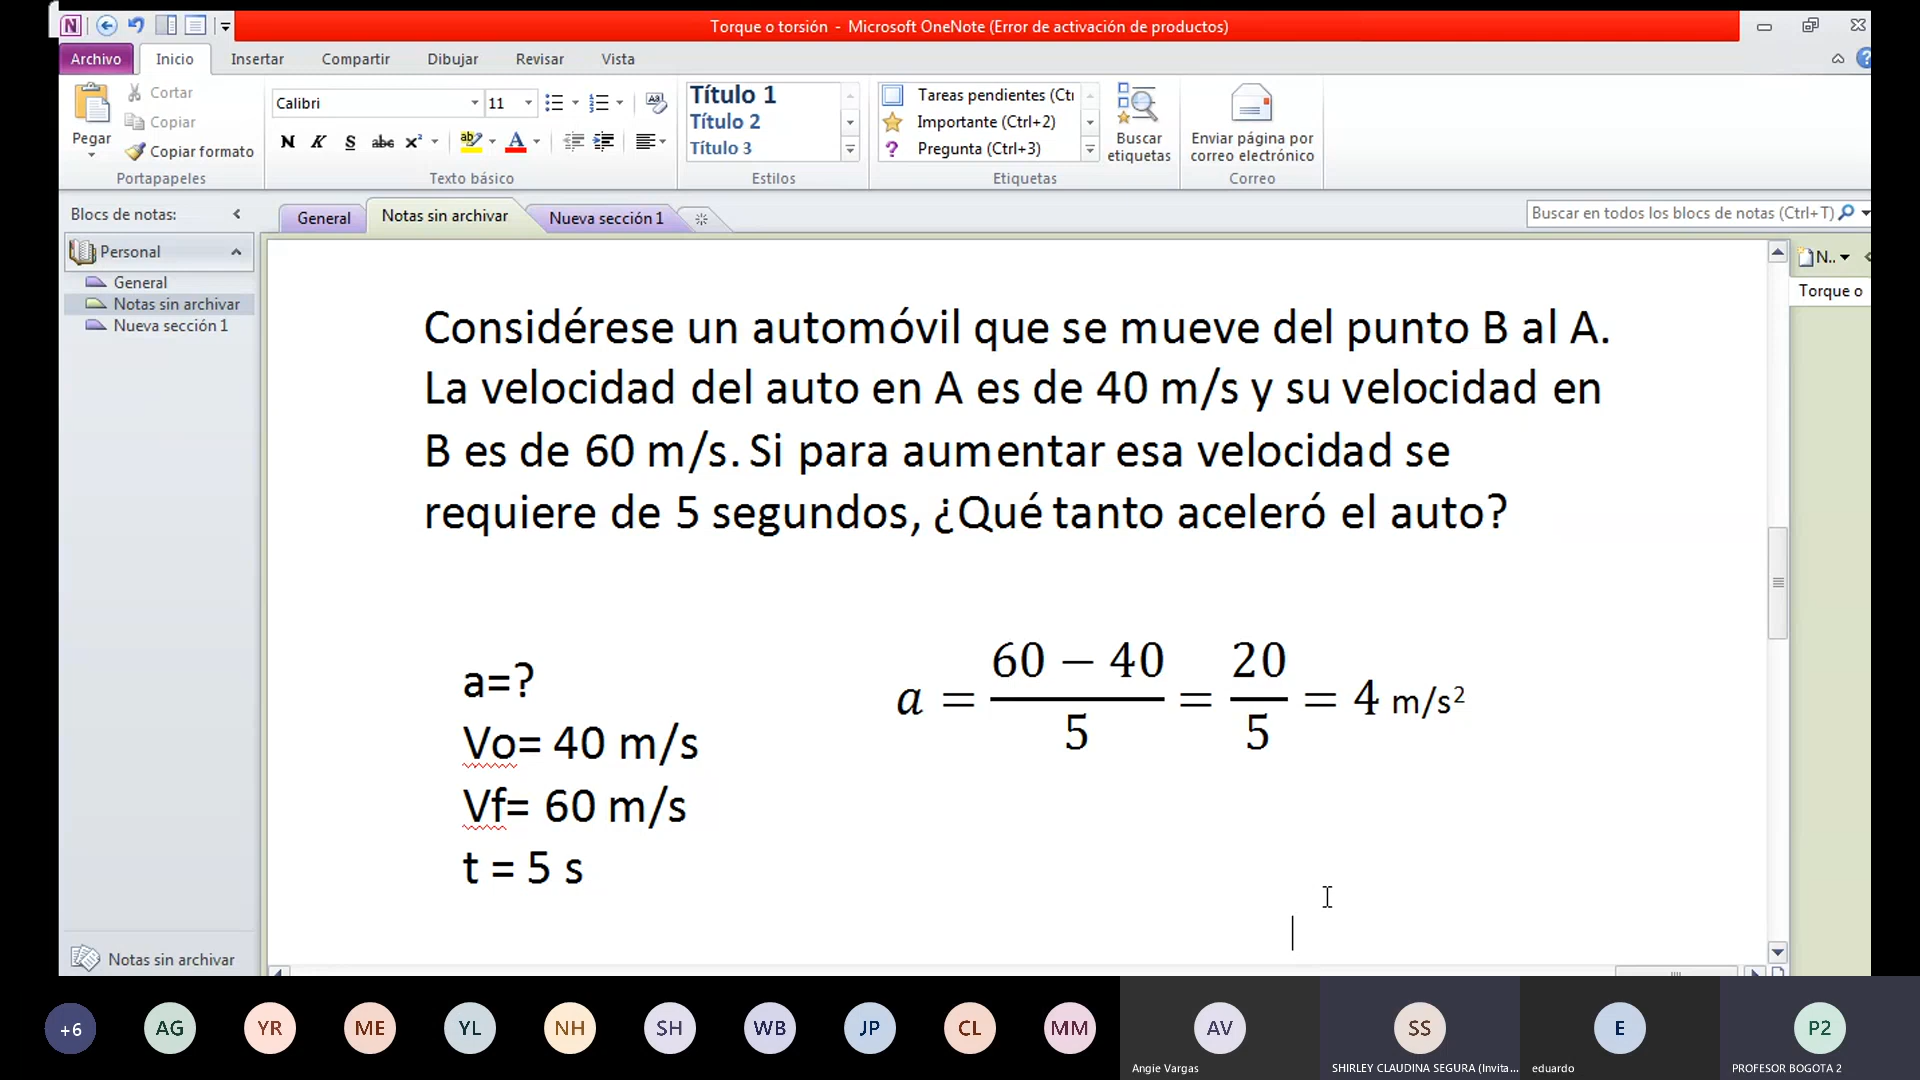 Torque o torsión - Microsoft OneNote (Error de activación de productos)
Archivo Inicio Insertar Compartir Dibujar Revisar Vista
Pegar
Cortar
Copiar
Copiar formato
Portapapeles
Calibri 11
N K S abc x² ab A
Texto básico
Título 1
Título 2
Título 3
Estilos
Tareas pendientes (Ctr
Importante (Ctrl+2)
Pregunta (Ctrl+3)
Etiquetas
Buscar
etiquetas
Enviar página por
correo electrónico
Correo
Blocs de notas:
General Notas sin archivar Nueva sección 1
Buscar en todos los blocs de notas (Ctrl+T)
Personal
General
Notas sin archivar
Nueva sección 1
N..
Torque o
Considérese un automóvil que se mueve del punto B al A.
La velocidad del auto en A es de 40 m/s y su velocidad en
B es de 60 m/s. Si para aumentar esa velocidad se
requiere de 5 segundos, ¿Qué tanto aceleró el auto?
a=?
Vo= 40 m/s
Vf= 60 m/s
t = 5 s
a = (60 − 40)/5 = 20/5 = 4 m/s²
Notas sin archivar
+6 AG YR ME YL NH SH WB JP CL MM AV SS E P2
Angie Vargas
SHIRLEY CLAUDINA SEGURA (Invita...
eduardo
PROFESOR BOGOTA 2